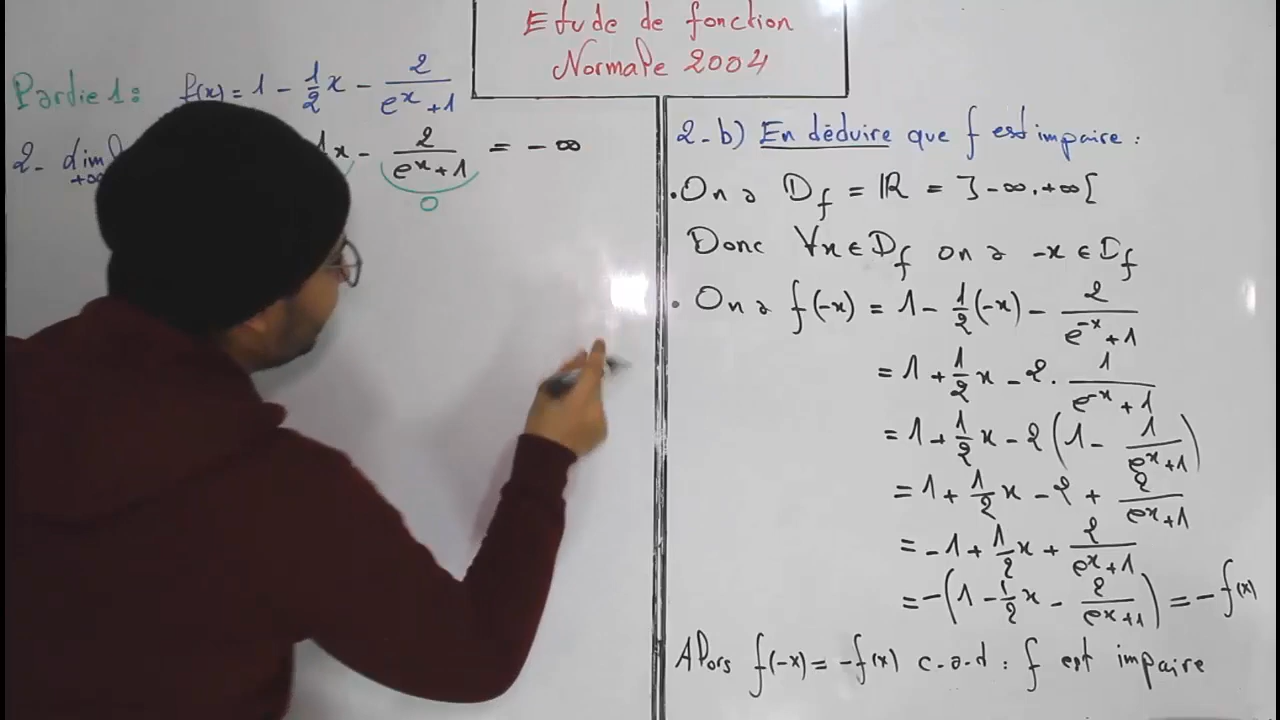 Etude de fonction
Normale 2004
Partie 1: f(x) = 1 - 1/2 x - 2/(e^x + 1)
2- lim
+∞
x - 2/(e^x + 1) = -∞
0
2-b) En déduire que f est impaire :
. On a D_f = ℝ = ]-∞, +∞[
Donc ∀x ∈ D_f on a -x ∈ D_f
. On a f(-x) = 1 - 1/2 (-x) - 2/(e^-x + 1)
= 1 + 1/2 x - 2 . 1/(e^-x + 1)
= 1 + 1/2 x - 2 (1 - 1/(e^x + 1))
= 1 + 1/2 x - 2 + 2/(e^x + 1)
= -1 + 1/2 x + 2/(e^x + 1)
= -(1 - 1/2 x - 2/(e^x + 1)) = -f(x)
Alors f(-x) = -f(x) c-à-d : f est impaire